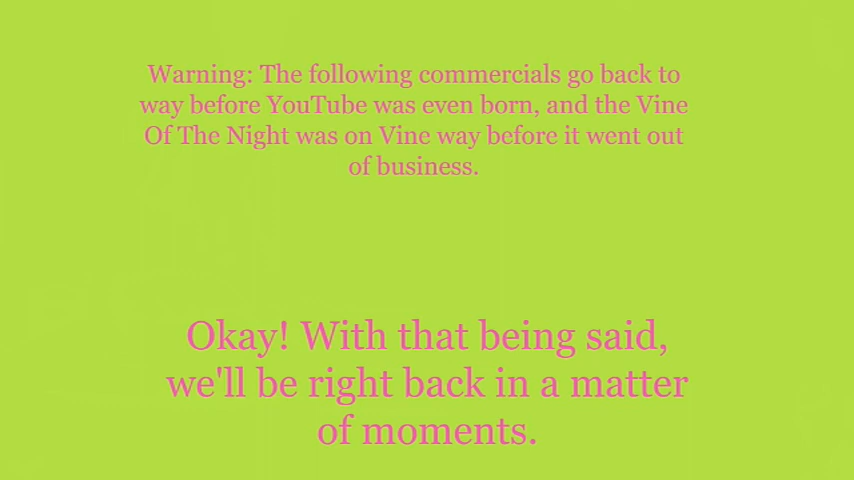 Warning: The following commercials go back to
way before YouTube was even born, and the Vine
Of The Night was on Vine way before it went out
of business.
Okay! With that being said,
we'll be right back in a matter
of moments.